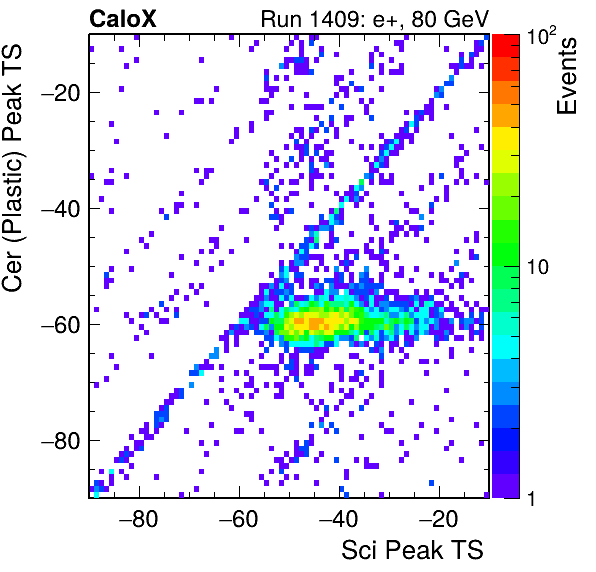 CaloX Run 1409: e+, 80 GeV
Cer (Plastic) Peak TS
−20
−40
−60
−80
−80 −60 −40 −20
Sci Peak TS
10²
10
1
Events